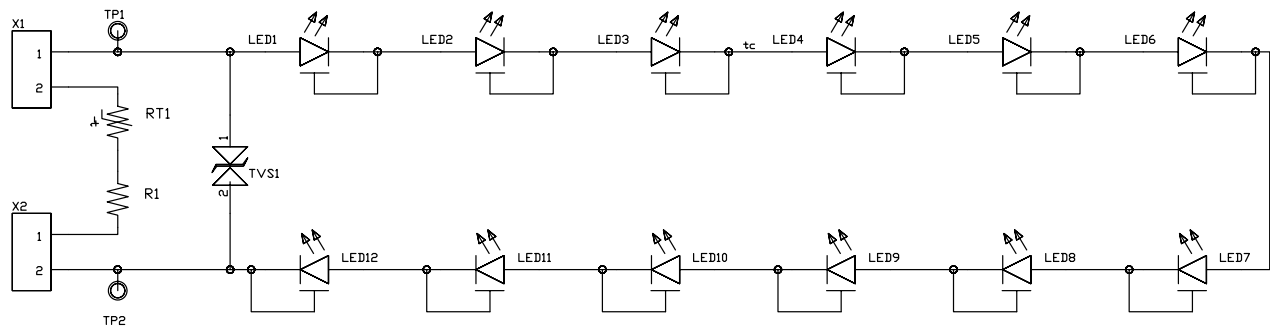 TP1
X1
1
2
LED1
LED2
LED3
tc
LED4
LED5
LED6
t
RT1
1
TVS1
2
R1
X2
1
2
LED12
LED11
LED10
LED9
LED8
LED7
TP2